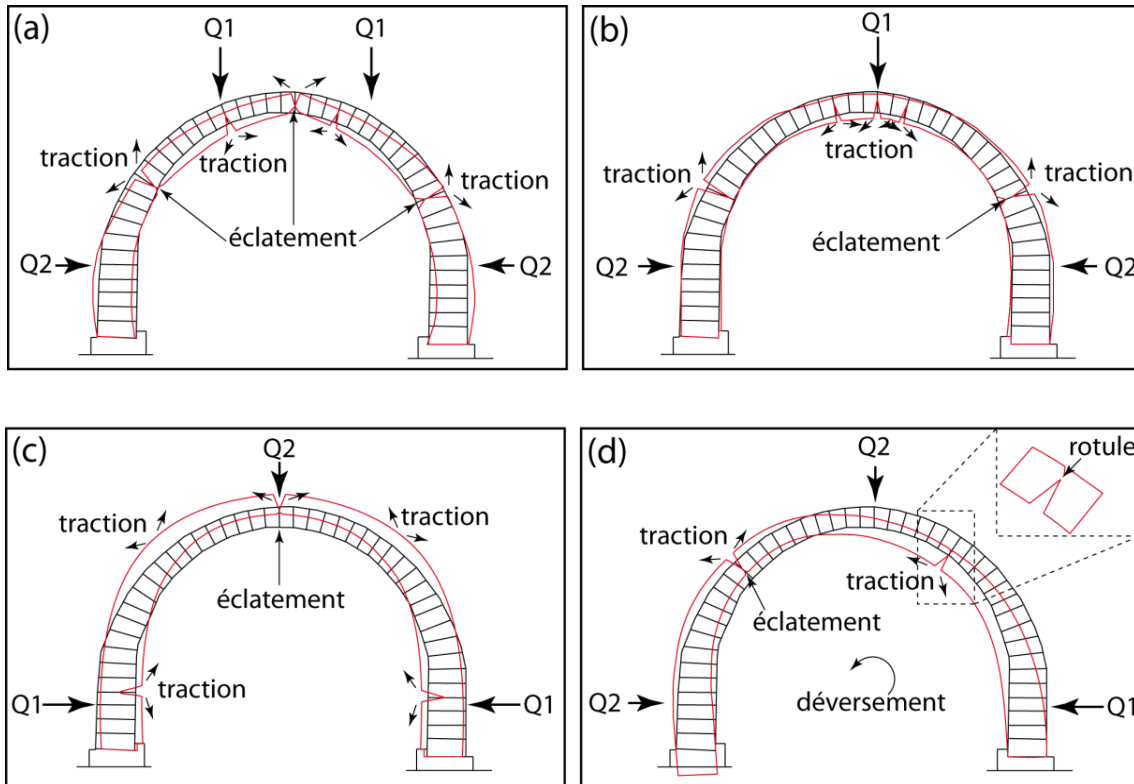 (a)
Q1
Q1
traction
traction
traction
éclatement
Q2
Q2
(b)
Q1
traction
traction
traction
éclatement
Q2
Q2
(c)
Q2
traction
traction
éclatement
traction
Q1
Q1
(d)
Q2
rotule
traction
traction
éclatement
Q2
déversement
Q1